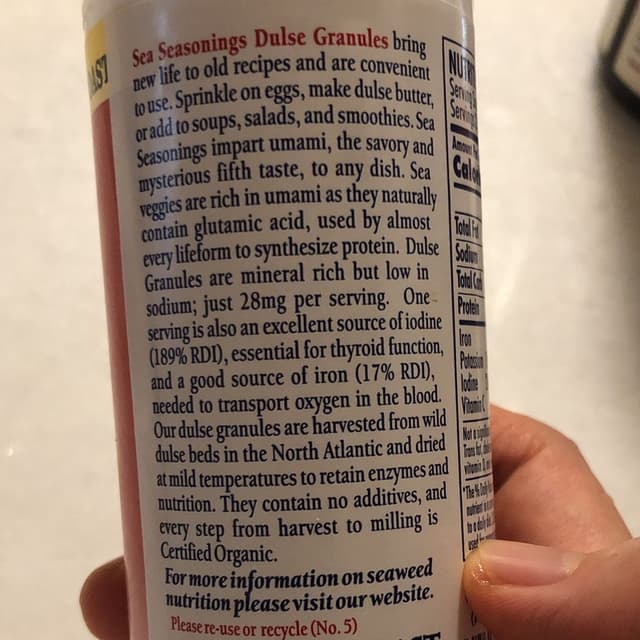 Sea Seasonings Dulse Granules bring
new life to old recipes and are convenient
to use. Sprinkle on eggs, make dulse butter,
or add to soups, salads, and smoothies. Sea
Seasonings impart umami, the savory and
mysterious fifth taste, to any dish. Sea
veggies are rich in umami as they naturally
contain glutamic acid, used by almost
every lifeform to synthesize protein. Dulse
Granules are mineral rich but low in
sodium; just 28mg per serving. One
serving is also an excellent source of iodine
(189% RDI), essential for thyroid function,
and a good source of iron (17% RDI),
needed to transport oxygen in the blood.
Our dulse granules are harvested from wild
dulse beds in the North Atlantic and dried
at mild temperatures to retain enzymes and
nutrition. They contain no additives, and
every step from harvest to milling is
Certified Organic.
For more information on seaweed
nutrition please visit our website.
Please re-use or recycle (No. 5)
Serving
Serving
Amount
Total
Sodium
Total
Protein
Iron
Iodine
Vitamin